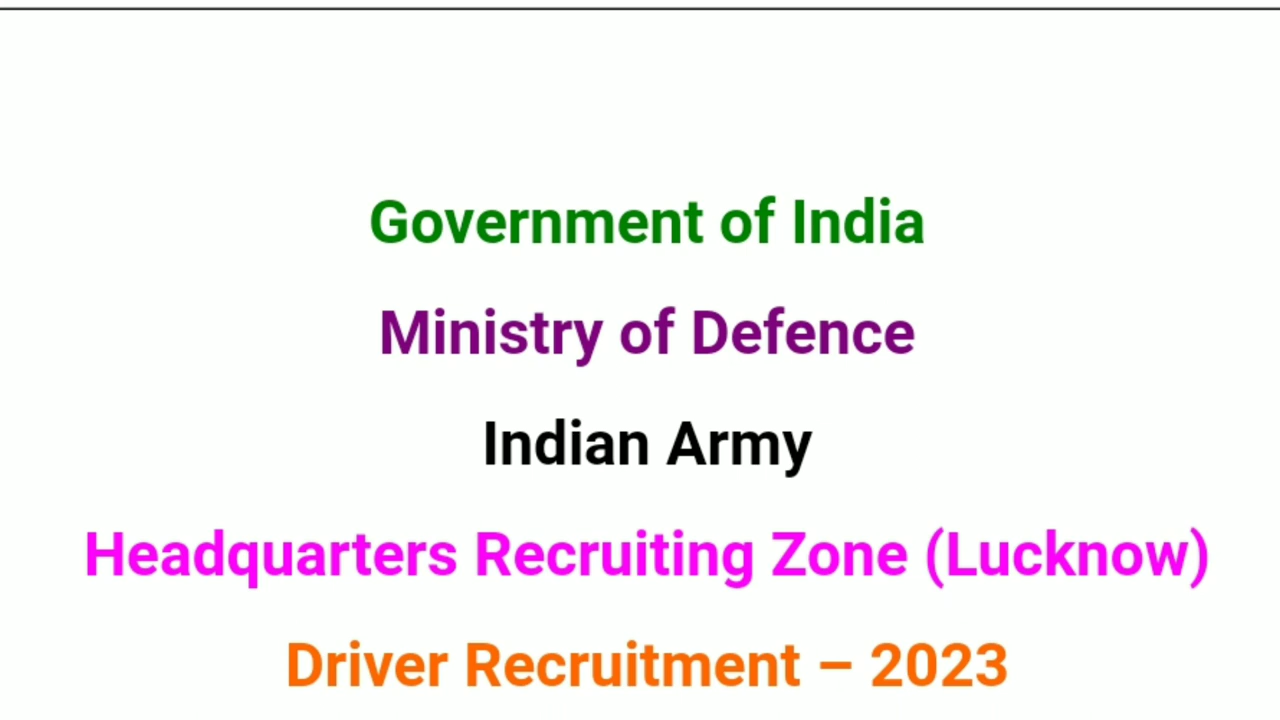 Government of India
Ministry of Defence
Indian Army
Headquarters Recruiting Zone (Lucknow)
Driver Recruitment – 2023